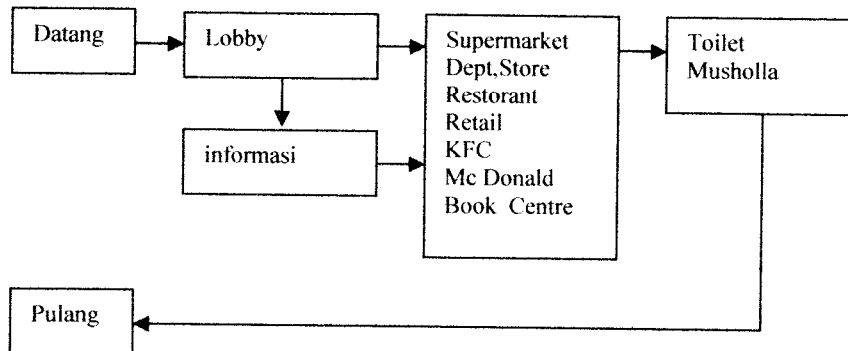 Datang
Lobby
informasi
Supermarket
Dept,Store
Restorant
Retail
KFC
Mc Donald
Book Centre
Toilet
Musholla
Pulang